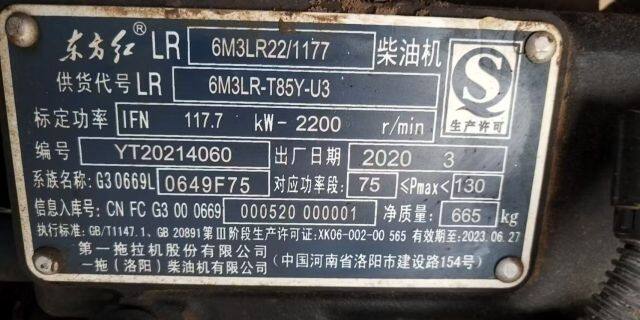 东方红® LR 6M3LR22/1177 柴油机
供货代号 LR 6M3LR-T85Y-U3
标定功率 IFN 117.7 kW - 2200 r/min 生产许可
编号 YT20214060 出厂日期 2020 3
系族名称: G30669L 0649F75 对应功率段: 75 ≤Pmax< 130
信息入库号: CN FC G3 00 0669 000520 000001 净质量: 665 kg
执行标准: GB/T1147.1、GB 20891第Ⅲ阶段 生产许可证: XK06-002-00 565 有效期至: 2023.06.27
第一拖拉机股份有限公司
一拖(洛阳)柴油机有限公司 (中国河南省洛阳市建设路154号)